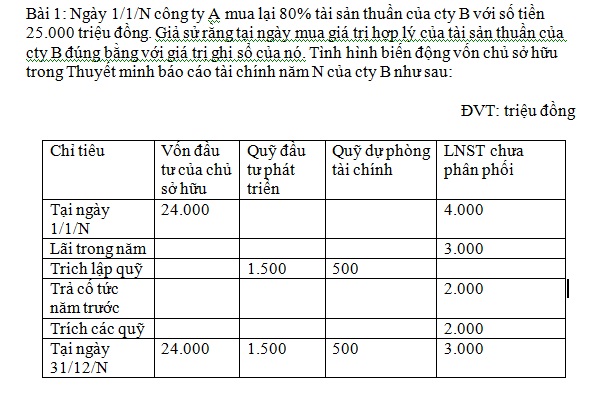 Bài 1: Ngày 1/1/N công ty A mua lại 80% tài sản thuần của cty B với số tiền
25.000 triệu đồng. Giả sử rằng tại ngày mua giá trị hợp lý của tài sản thuần của
cty B đúng bằng với giá trị ghi sổ của nó. Tình hình biến động vốn chủ sở hữu
trong Thuyết minh báo cáo tài chính năm N của cty B như sau:
ĐVT: triệu đồng
Chỉ tiêu
Vốn đầu
tư của chủ
sở hữu
Quỹ đầu
tư phát
triển
Quỹ dự phòng
tài chính
LNST chưa
phân phối
Tại ngày
1/1/N
24.000
4.000
Lãi trong năm
3.000
Trích lập quỹ
1.500
500
Trả cổ tức
năm trước
2.000
Trích các quỹ
2.000
Tại ngày
31/12/N
24.000
1.500
500
3.000